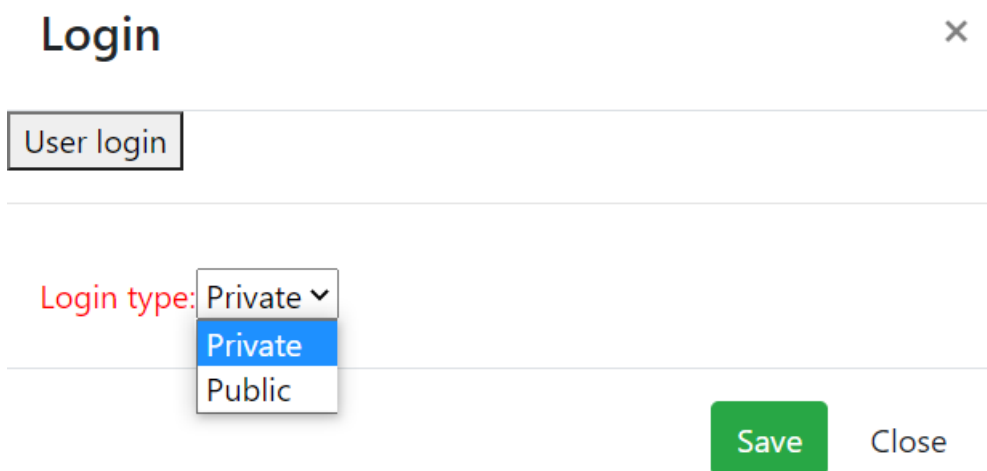 Login ×
User login
Login type: Private
Private
Public
Save Close